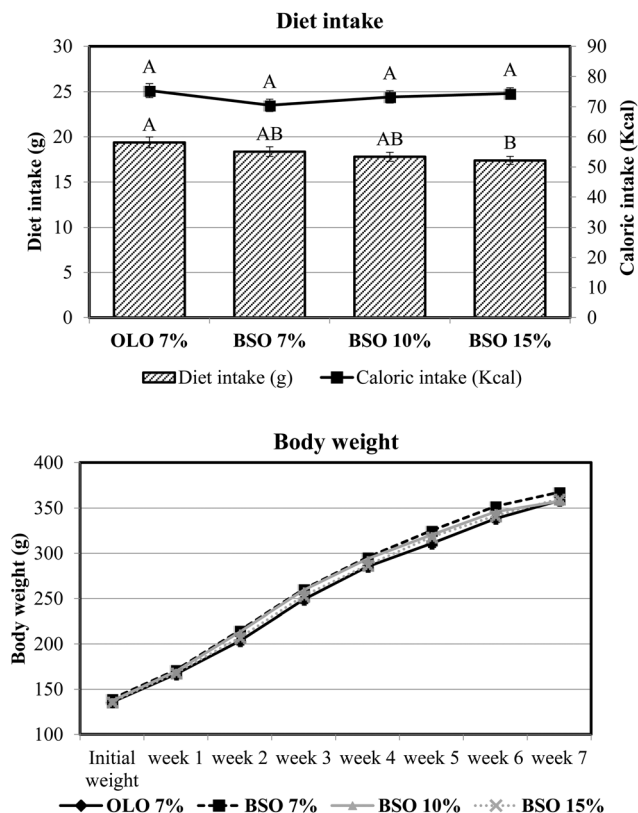 Diet intake
30
25
20
15
10
5
0
Diet intake (g)
90
80
70
60
50
40
30
20
10
0
Caloric intake (Kcal)
A
A
A
A
A
AB
AB
B
OLO 7% BSO 7% BSO 10% BSO 15%
Diet intake (g) Caloric intake (Kcal)
Body weight
400
350
300
250
200
150
100
Body weight (g)
Initial weight week 1 week 2 week 3 week 4 week 5 week 6 week 7
OLO 7% BSO 7% BSO 10% BSO 15%